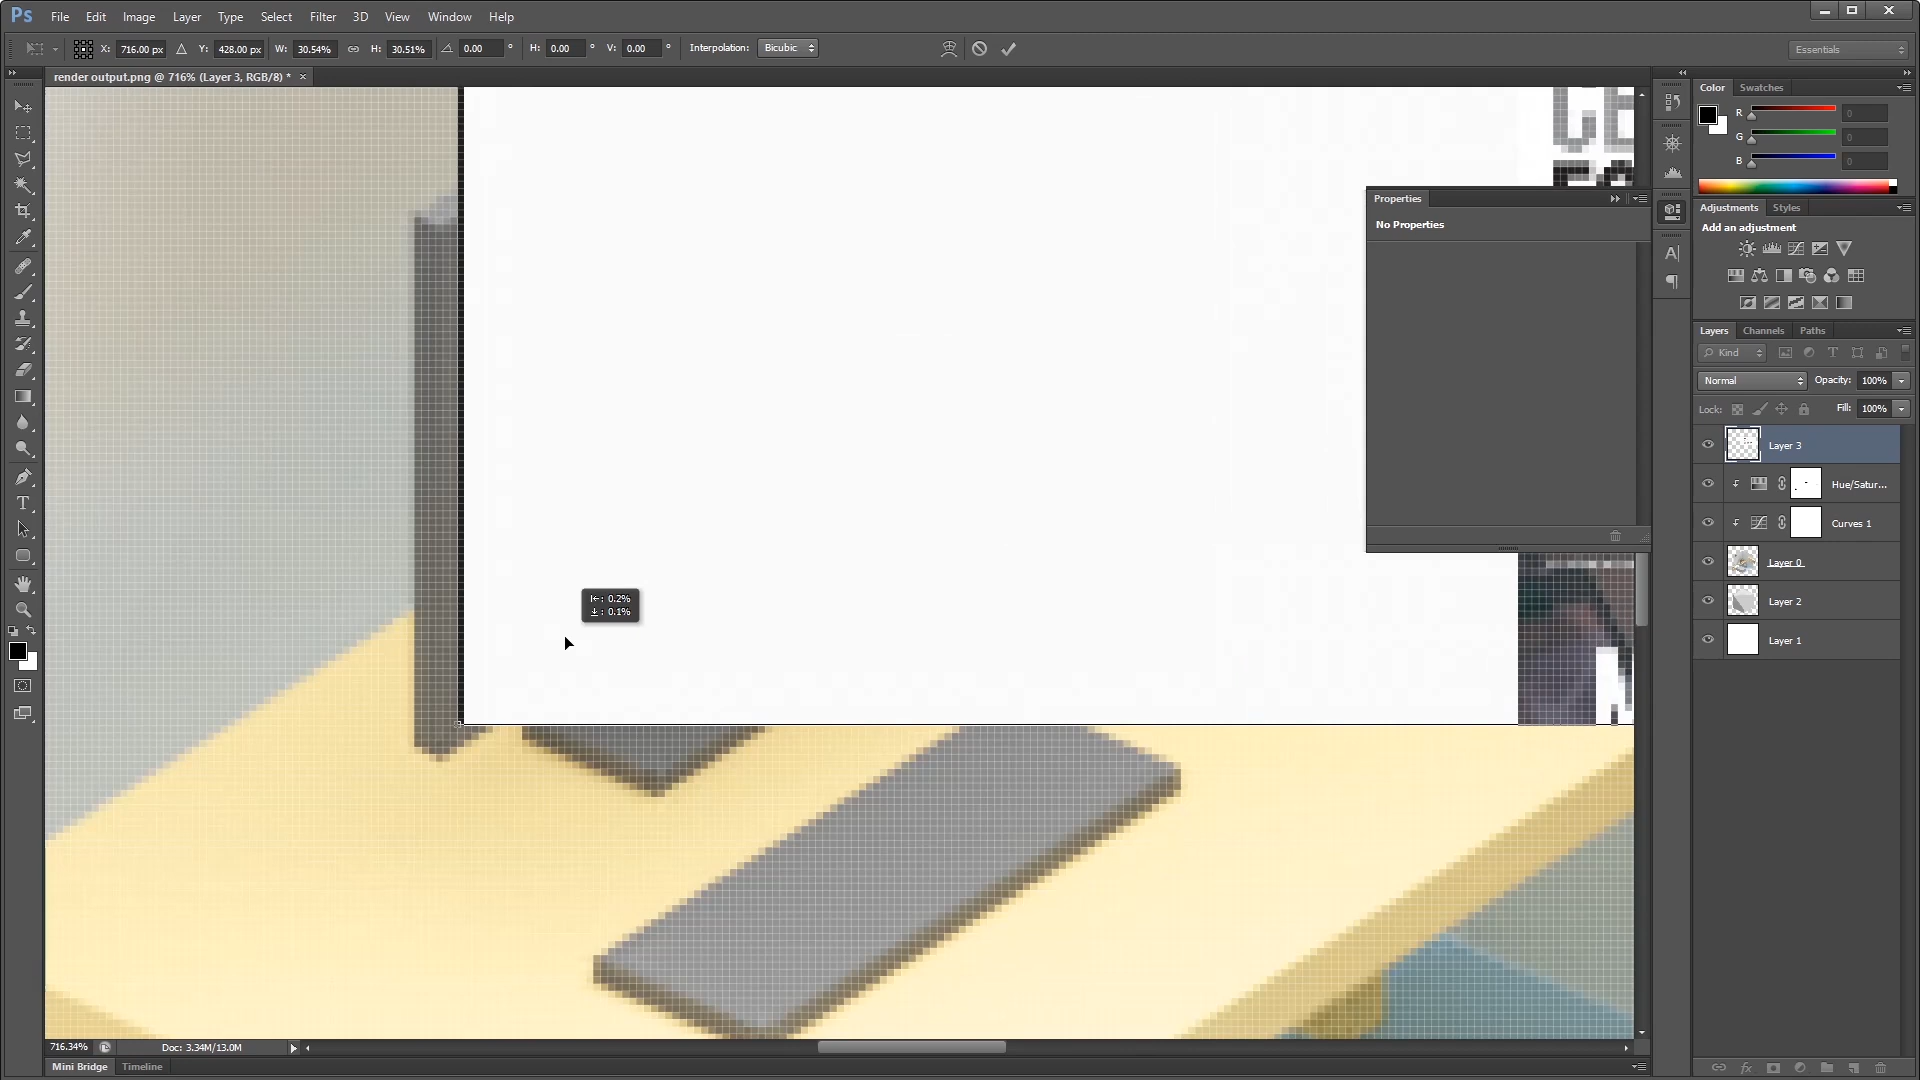 Ps File Edit Image Layer Type Select Filter 3D View Window Help
X: 716.00 px Y: 428.00 px W: 30.54% H: 30.51% 0.00 ° H: 0.00 ° V: 0.00 ° Interpolation: Bicubic Essentials
render output.png @ 716% (Layer 3, RGB/8) * ×
Color Swatches
R 0
G 0
B 0
Properties
No Properties
Adjustments Styles
Add an adjustment
Layers Channels Paths
Kind
Normal Opacity: 100%
Lock: Fill: 100%
Layer 3
Hue/Satur...
Curves 1
Layer 0
Layer 2
Layer 1
: 0.2%
: 0.1%
716.34% Doc: 3.34M/13.0M
Mini Bridge Timeline